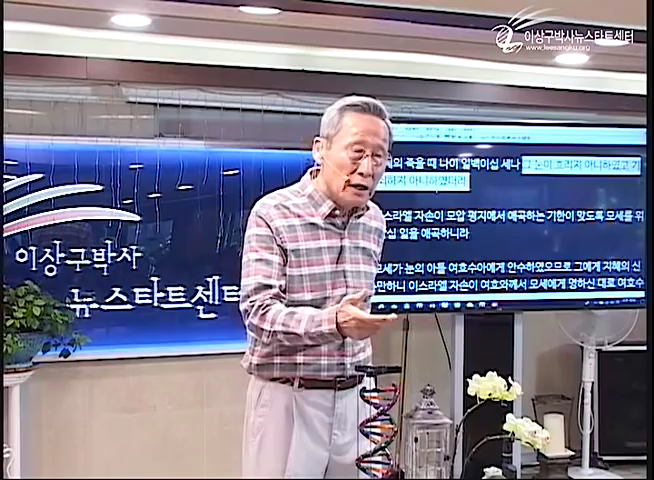 이상구박사뉴스타트센터
www.leesangku.org
의 죽을 때 나이 일백이십 세나 그 눈이 흐리지 아니하였고 기
하지 아니하였더라
스라엘 자손이 모압 평지에서 애곡하는 기한이 맞도록 모세를 위
십 일을 애곡하니라
모세가 눈의 아들 여호수아에게 안수하였으므로 그에게 지혜의 신
만하니 이스라엘 자손이 여호와께서 모세에게 명하신 대로 여호수
이상구박사
뉴스타트센터